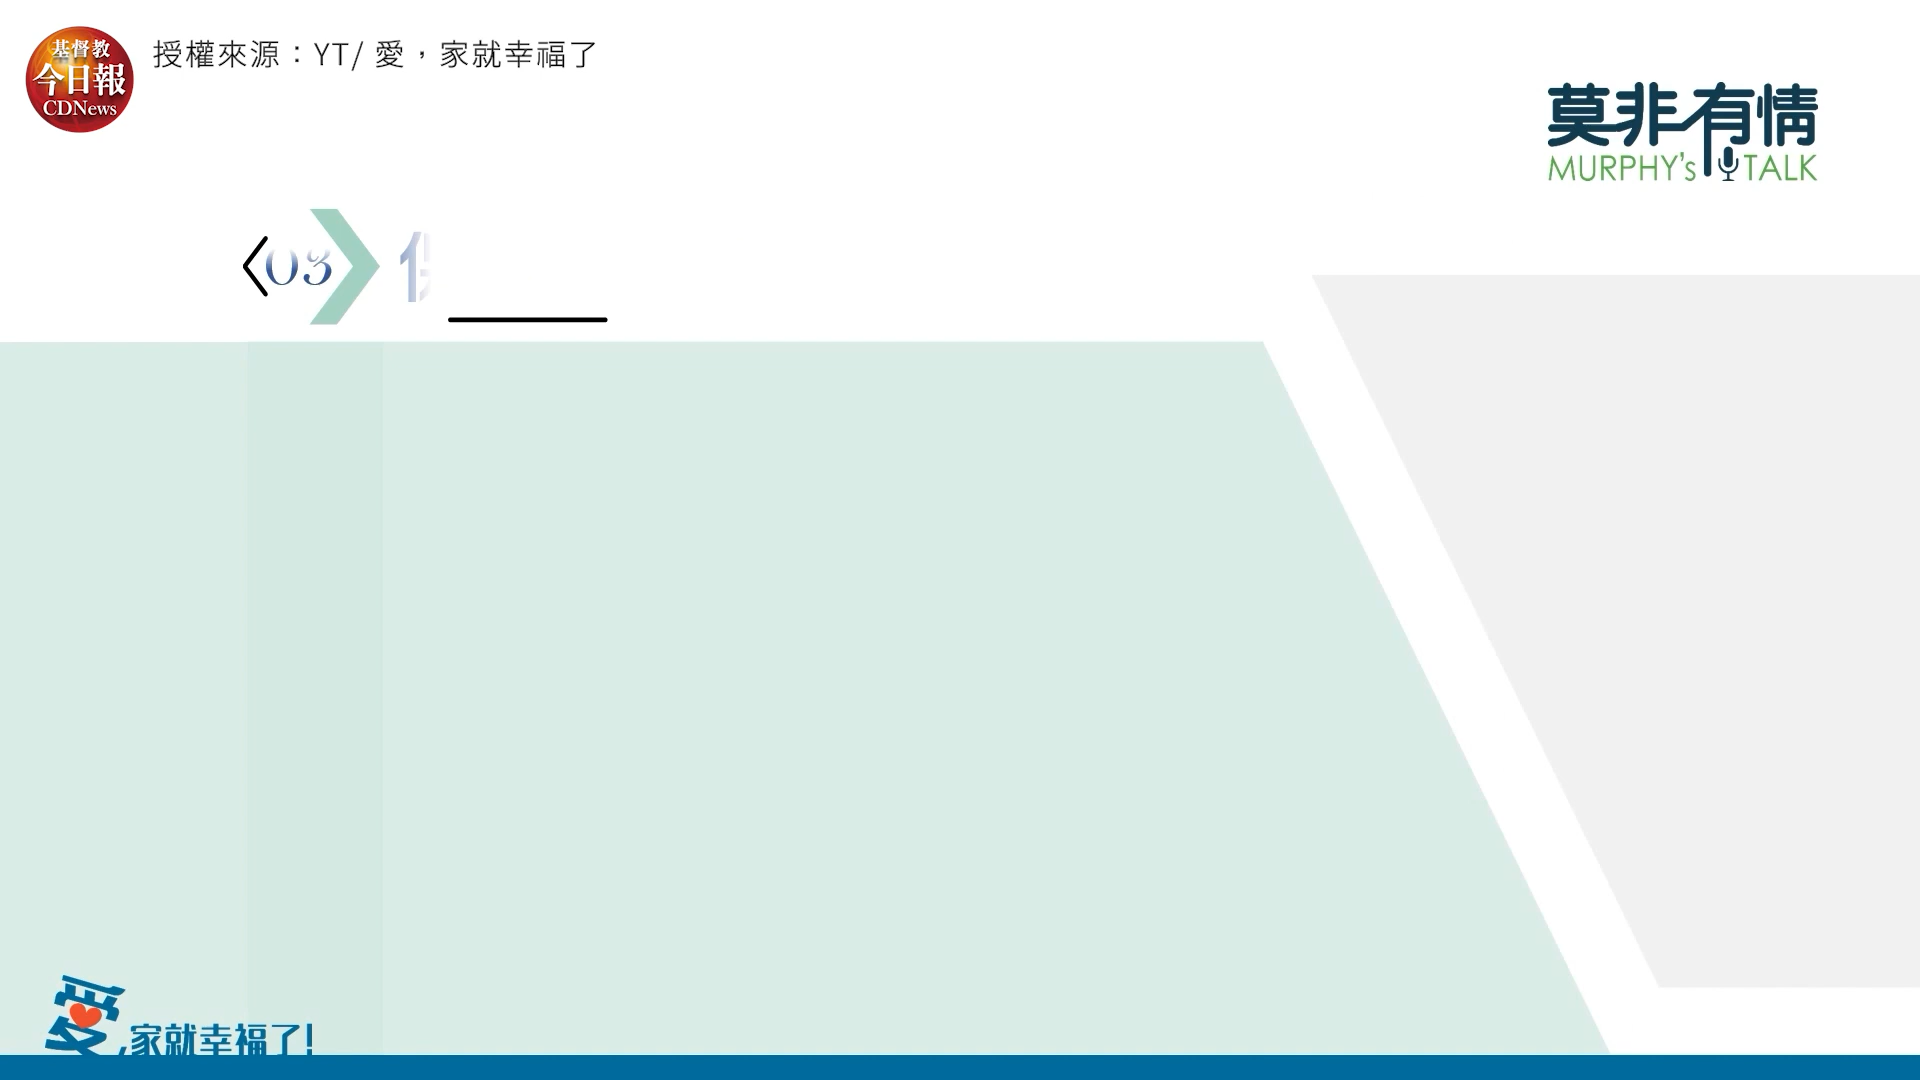 基督教
今日報
CDNews
授權來源：YT/ 愛，家就幸福了
莫非有情
MURPHY's TALK
03
愛，家就幸福了!